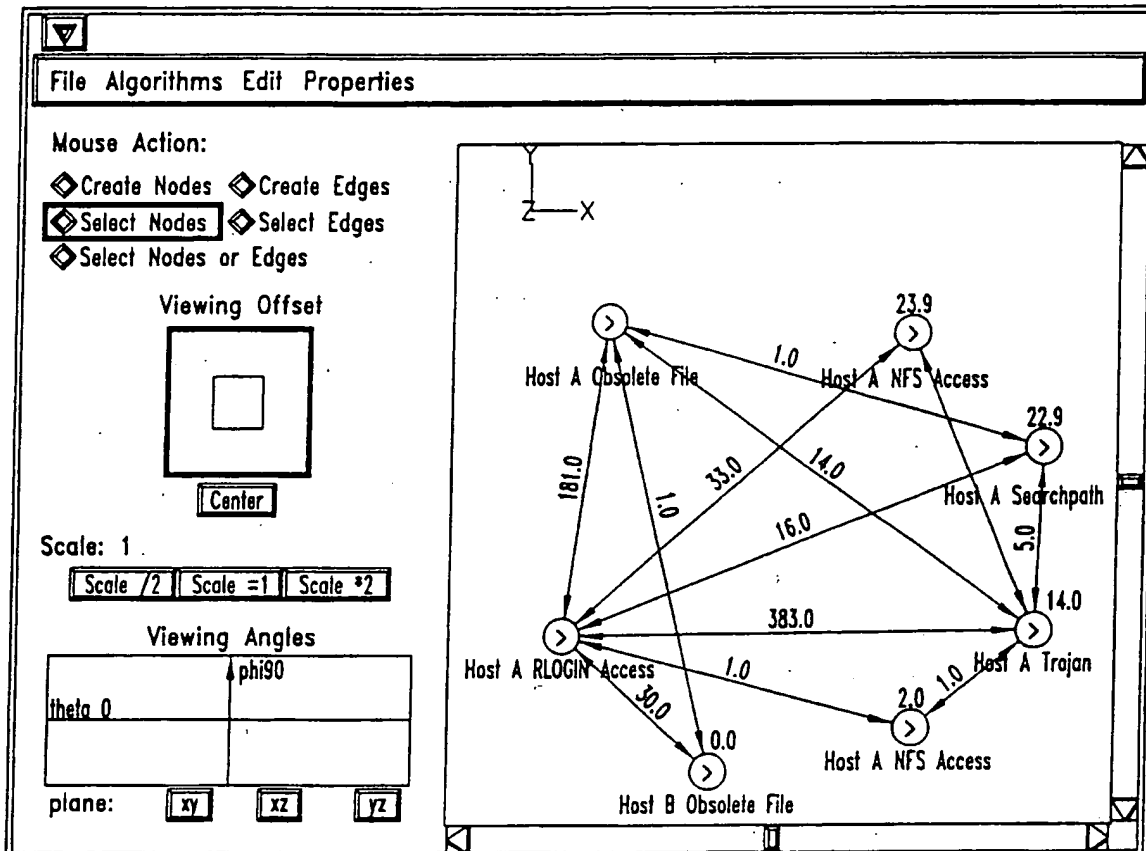 File Algorithms Edit Properties
Mouse Action:
Create Nodes Create Edges
Select Nodes Select Edges
Select Nodes or Edges
Viewing Offset
Center
Scale: 1
Scale /2 Scale =1 Scale *2
Viewing Angles
phi90
theta 0
plane: xy xz yz
Y
Z X
23.9
1.0
Host A Obsolete File
Host A NFS Access
22.9
181.0
1.0
33.0
14.0
Host A Searchpath
16.0
5.0
14.0
383.0
Host A RLOGIN Access
Host A Trojan
1.0
30.0
2.0
1.0
0.0
Host A NFS Access
Host B Obsolete File